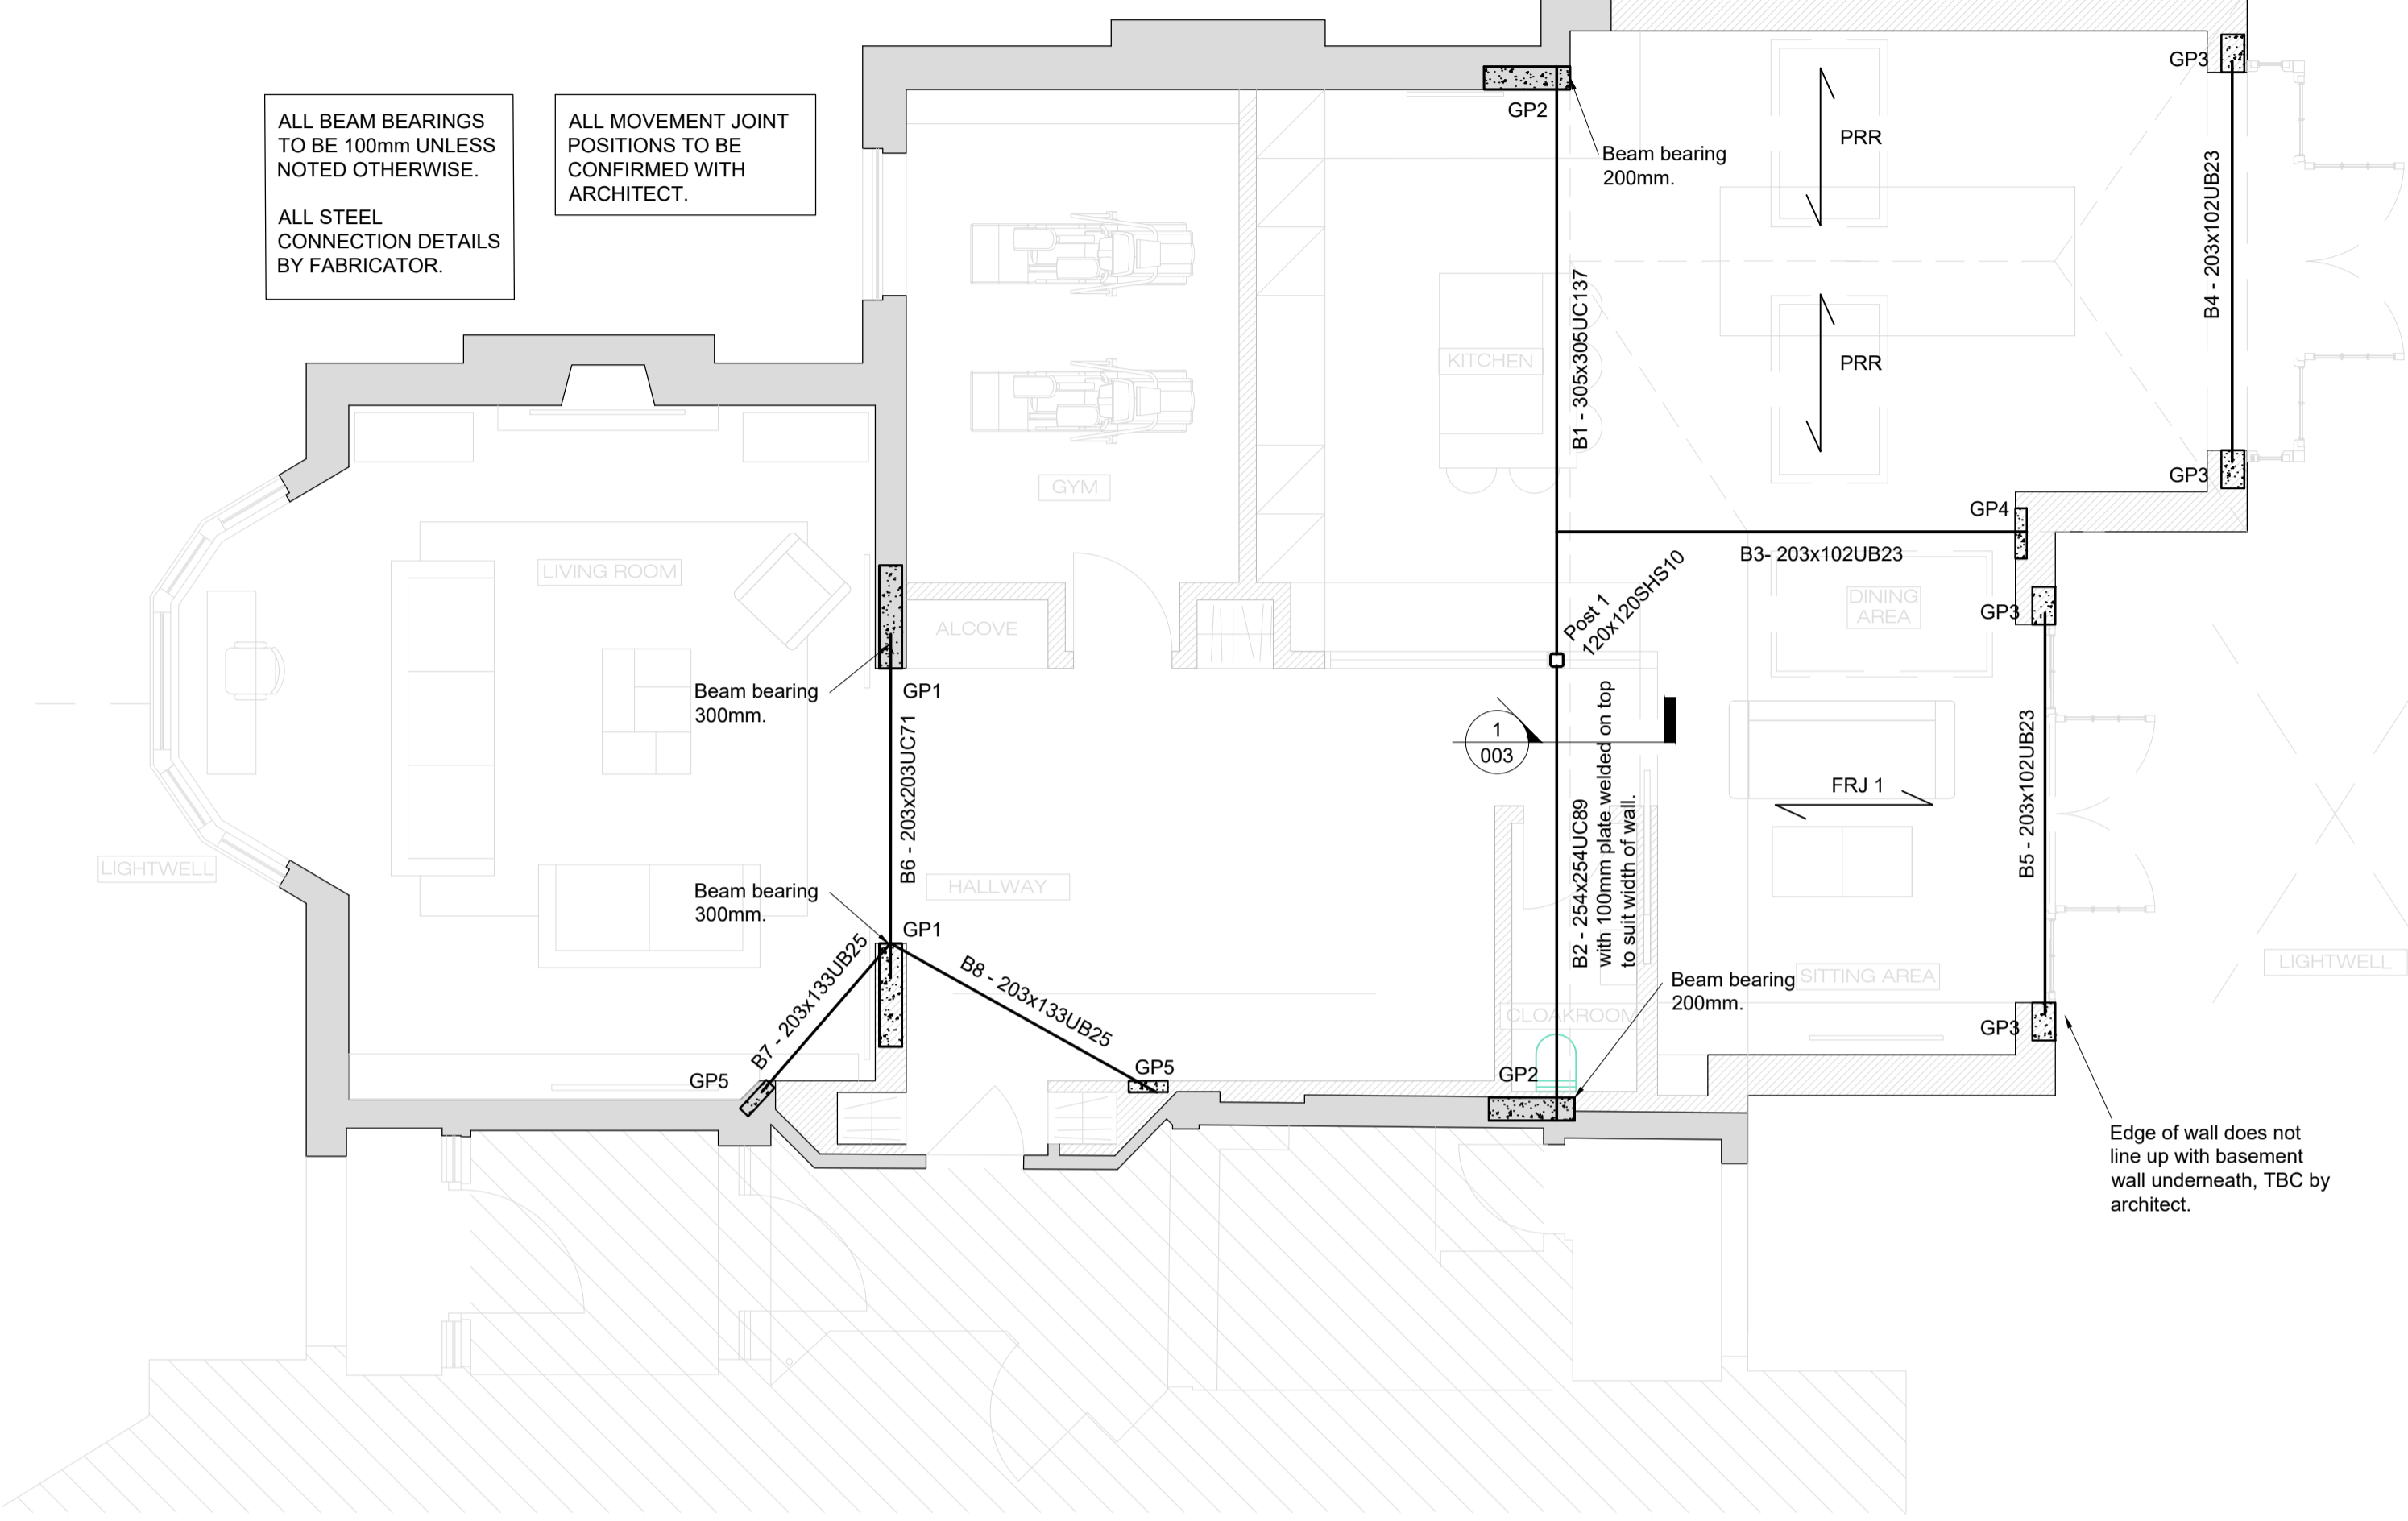 ALL BEAM BEARINGS
TO BE 100mm UNLESS
NOTED OTHERWISE.
ALL STEEL
CONNECTION DETAILS
BY FABRICATOR.
ALL MOVEMENT JOINT
POSITIONS TO BE
CONFIRMED WITH
ARCHITECT.
GP2
Beam bearing
200mm.
PRR
PRR
GP3
B4 - 203x102UB23
GP3
B1 - 305x305UC137
KITCHEN
GYM
GP4
B3- 203x102UB23
Post 1
120x120SHS10
DINING
AREA
GP3
LIVING ROOM
ALCOVE
Beam bearing
300mm.
GP1
B6 - 203x203UC71
1
003
B2 - 254x254UC89
with 100mm plate welded on top
to suit width of wall.
FRJ 1
B5 - 203x102UB23
LIGHTWELL
HALLWAY
Beam bearing
300mm.
GP1
B7 - 203x133UB25
B8 - 203x133UB25
Beam bearing
200mm.
SITTING AREA
LIGHTWELL
CLOAKROOM
GP3
GP5
GP5
GP2
Edge of wall does not
line up with basement
wall underneath, TBC by
architect.